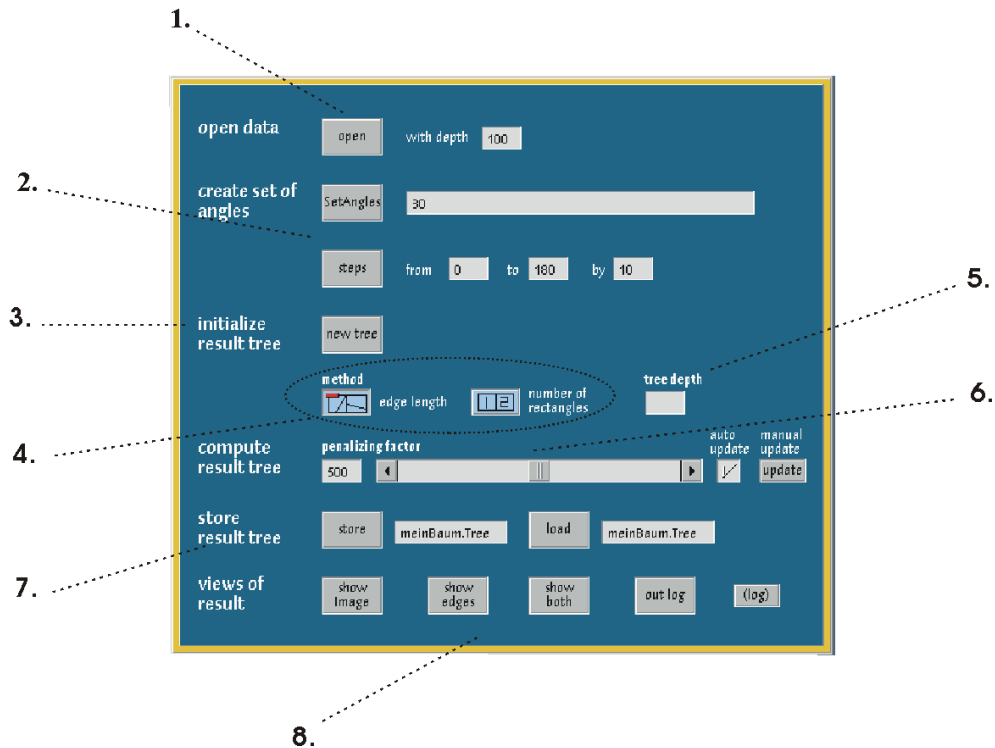 1.
open data open with depth 100
2.
create set of
angles
SetAngles 30
steps from 0 to 180 by 10
5.
3.
initialize
result tree
new tree
method
edge length
number of
rectangles
tree depth
6.
4.
compute
result tree
penalizing factor
500
auto
update
manual
update
update
store
result tree
store meinBaum.Tree load meinBaum.Tree
7.
views of
result
show
Image
show
edges
show
both
out log
(log)
8.